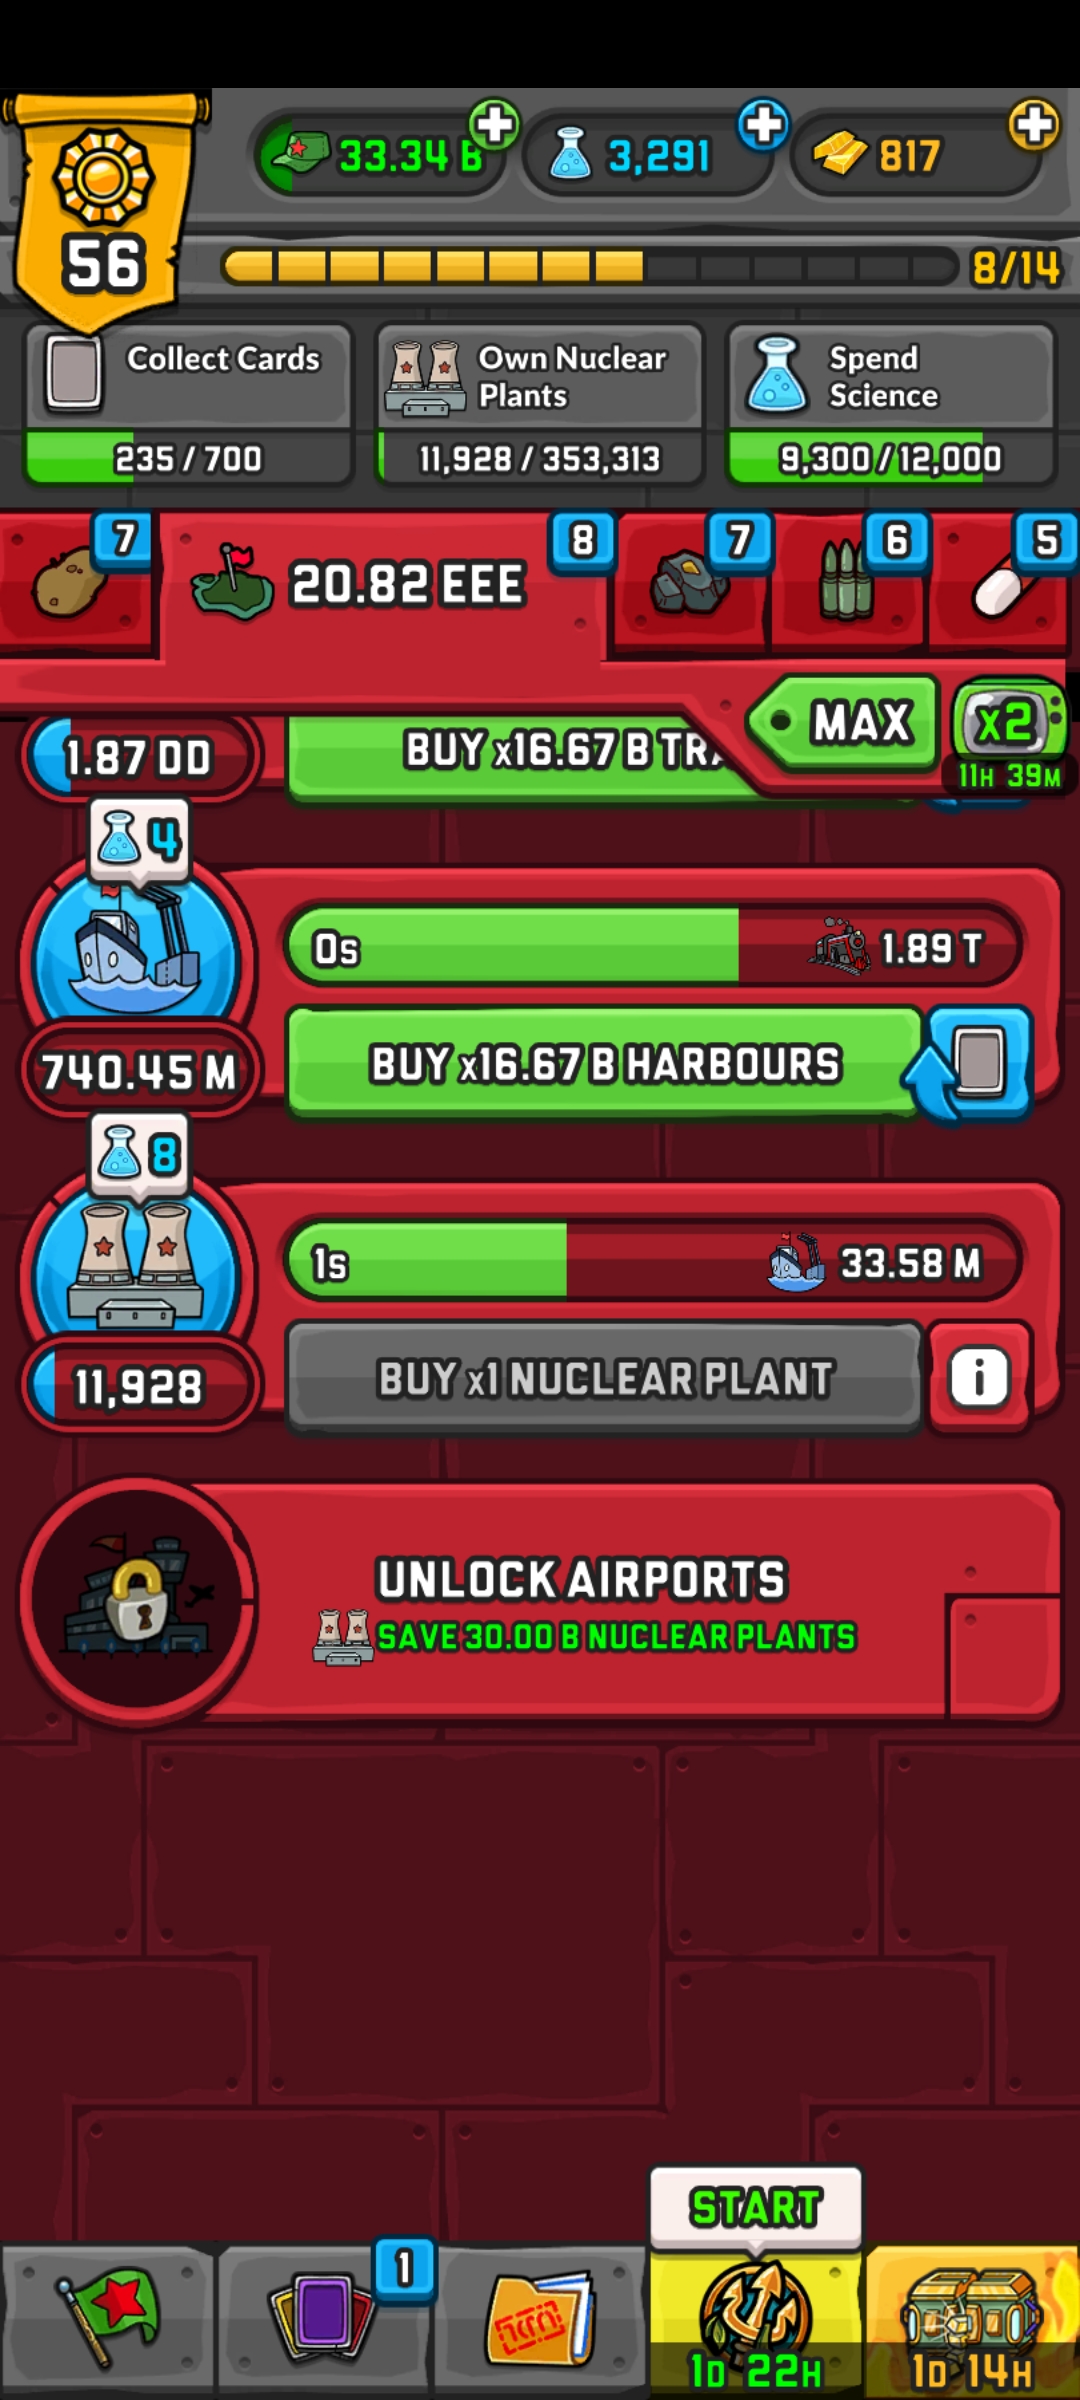 33.34 B
3,291
817
56
8/14
Collect Cards
235 / 700
Own Nuclear
Plants
11,928 / 353,313
Spend
Science
9,300 / 12,000
7
20.82 EEE
8
7
6
5
MAX
x2
11H 39M
1.87 DD
BUY x16.67 B
4
0s
1.89 T
740.45 M
BUY x16.67 B HARBOURS
8
1s
33.58 M
11,928
BUY x1 NUCLEAR PLANT
i
UNLOCK AIRPORTS
SAVE 30.00 B NUCLEAR PLANTS
START
1
1D 22H
1D 14H